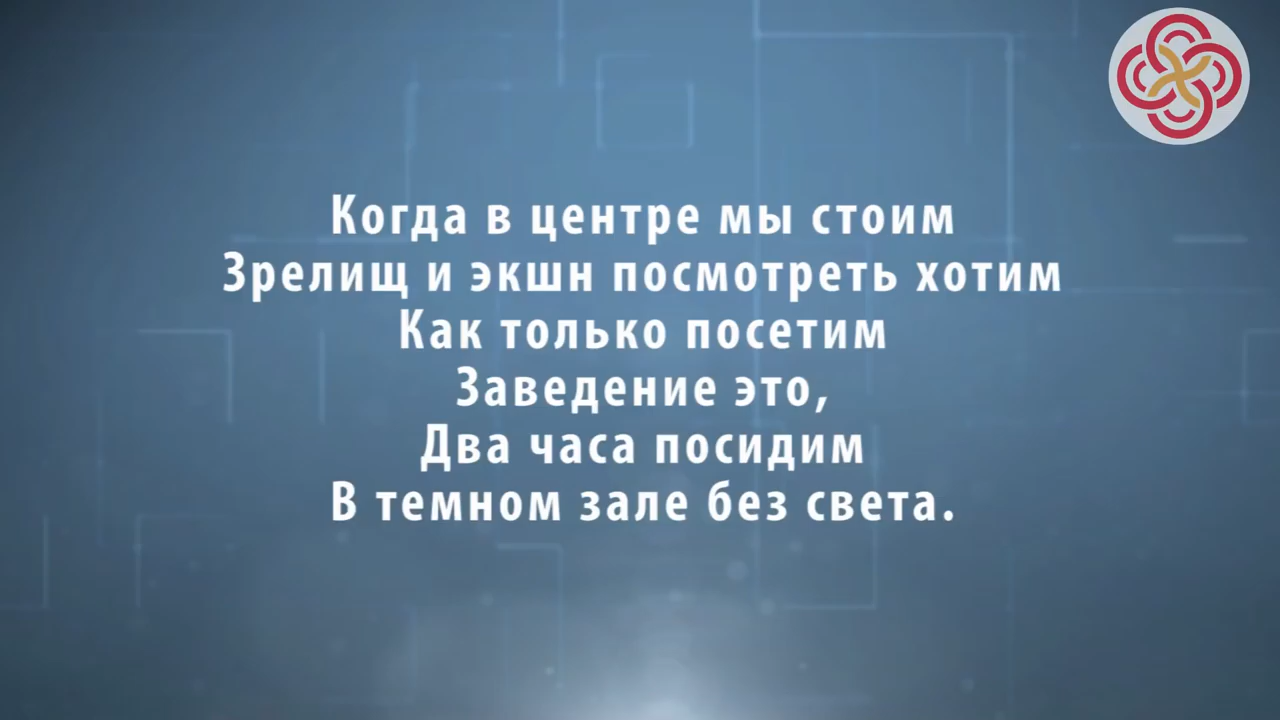 Когда в центре мы стоим
Зрелищ и экшн посмотреть хотим
Как только посетим
Заведение это,
Два часа посидим
В темном зале без света.